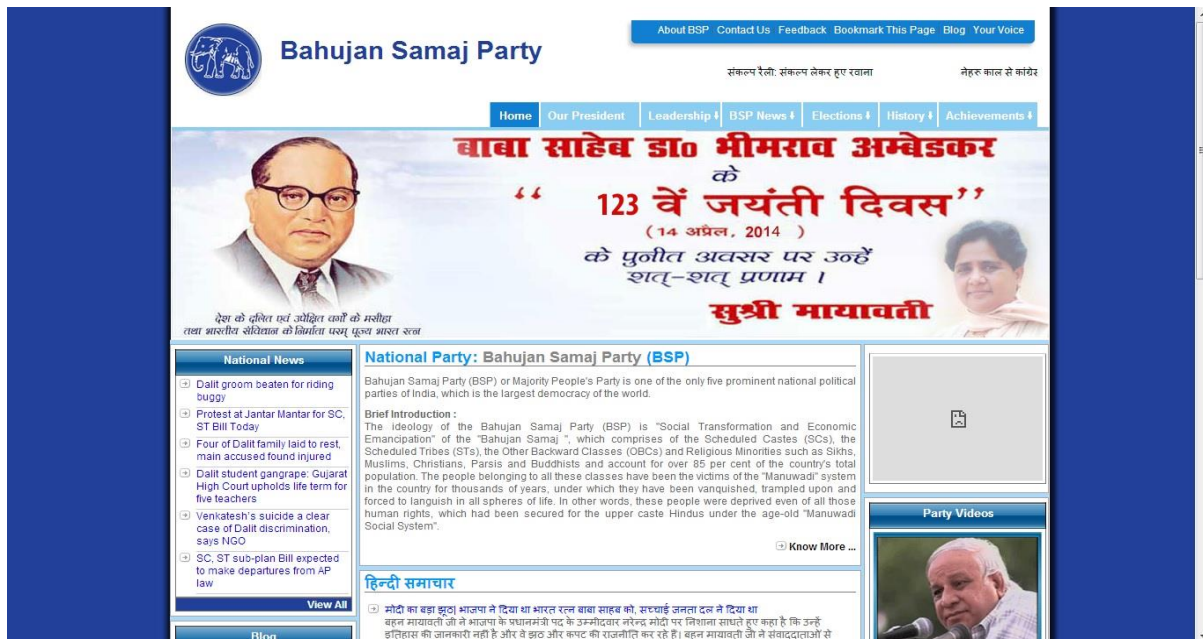 About BSP Contact Us Feedback Bookmark This Page Blog Your Voice
Bahujan Samaj Party
संकल्प रैली: संकल्प लेकर हुए रवाना नेहरु काल से कांग्रेर
Home Our President Leadership BSP News Elections History Achievements
बाबा साहेब डा० भीमराव अम्बेडकर
के
“ 123 वें जयंती दिवस”
(14 अप्रैल, 2014 )
के पुनीत अवसर पर उन्हें
शत्-शत् प्रणाम ।
सुश्री मायावती
देश के दलित एवं उपेक्षित वर्गों के मसीहा
तथा भारतीय संविधान के निर्माता परम् पूज्य भारत रत्न
National News
Dalit groom beaten for riding
buggy
Protest at Jantar Mantar for SC,
ST Bill Today
Four of Dalit family laid to rest,
main accused found injured
Dalit student gangrape: Gujarat
High Court upholds life term for
five teachers
Venkatesh's suicide a clear
case of Dalit discrimination,
says NGO
SC, ST sub-plan Bill expected
to make departures from AP
law
View All
Blog
National Party: Bahujan Samaj Party (BSP)
Bahujan Samaj Party (BSP) or Majority People's Party is one of the only five prominent national political
parties of India, which is the largest democracy of the world.
Brief Introduction :
The ideology of the Bahujan Samaj Party (BSP) is "Social Transformation and Economic
Emancipation" of the "Bahujan Samaj ", which comprises of the Scheduled Castes (SCs), the
Scheduled Tribes (STs), the Other Backward Classes (OBCs) and Religious Minorities such as Sikhs,
Muslims, Christians, Parsis and Buddhists and account for over 85 per cent of the country's total
population. The people belonging to all these classes have been the victims of the "Manuwadi" system
in the country for thousands of years, under which they have been vanquished, trampled upon and
forced to languish in all spheres of life. In other words, these people were deprived even of all those
human rights, which had been secured for the upper caste Hindus under the age-old "Manuwadi
Social System".
Know More ...
हिन्दी समाचार
मोदी का बड़ा झूठ| भाजपा ने दिया था भारत रत्न बाबा साहब को, सच्चाई जनता दल ने दिया था
बहन मायावती जी ने भाजपा के प्रधानमंत्री पद के उम्मीदवार नरेन्द्र मोदी पर निशाना साधते हुए कहा है कि उन्हें
इतिहास की जानकारी नहीं है और वे झूठ और कपट की राजनीति कर रहे हैं| बहन मायावती जी ने संवाददाताओं से
Party Videos